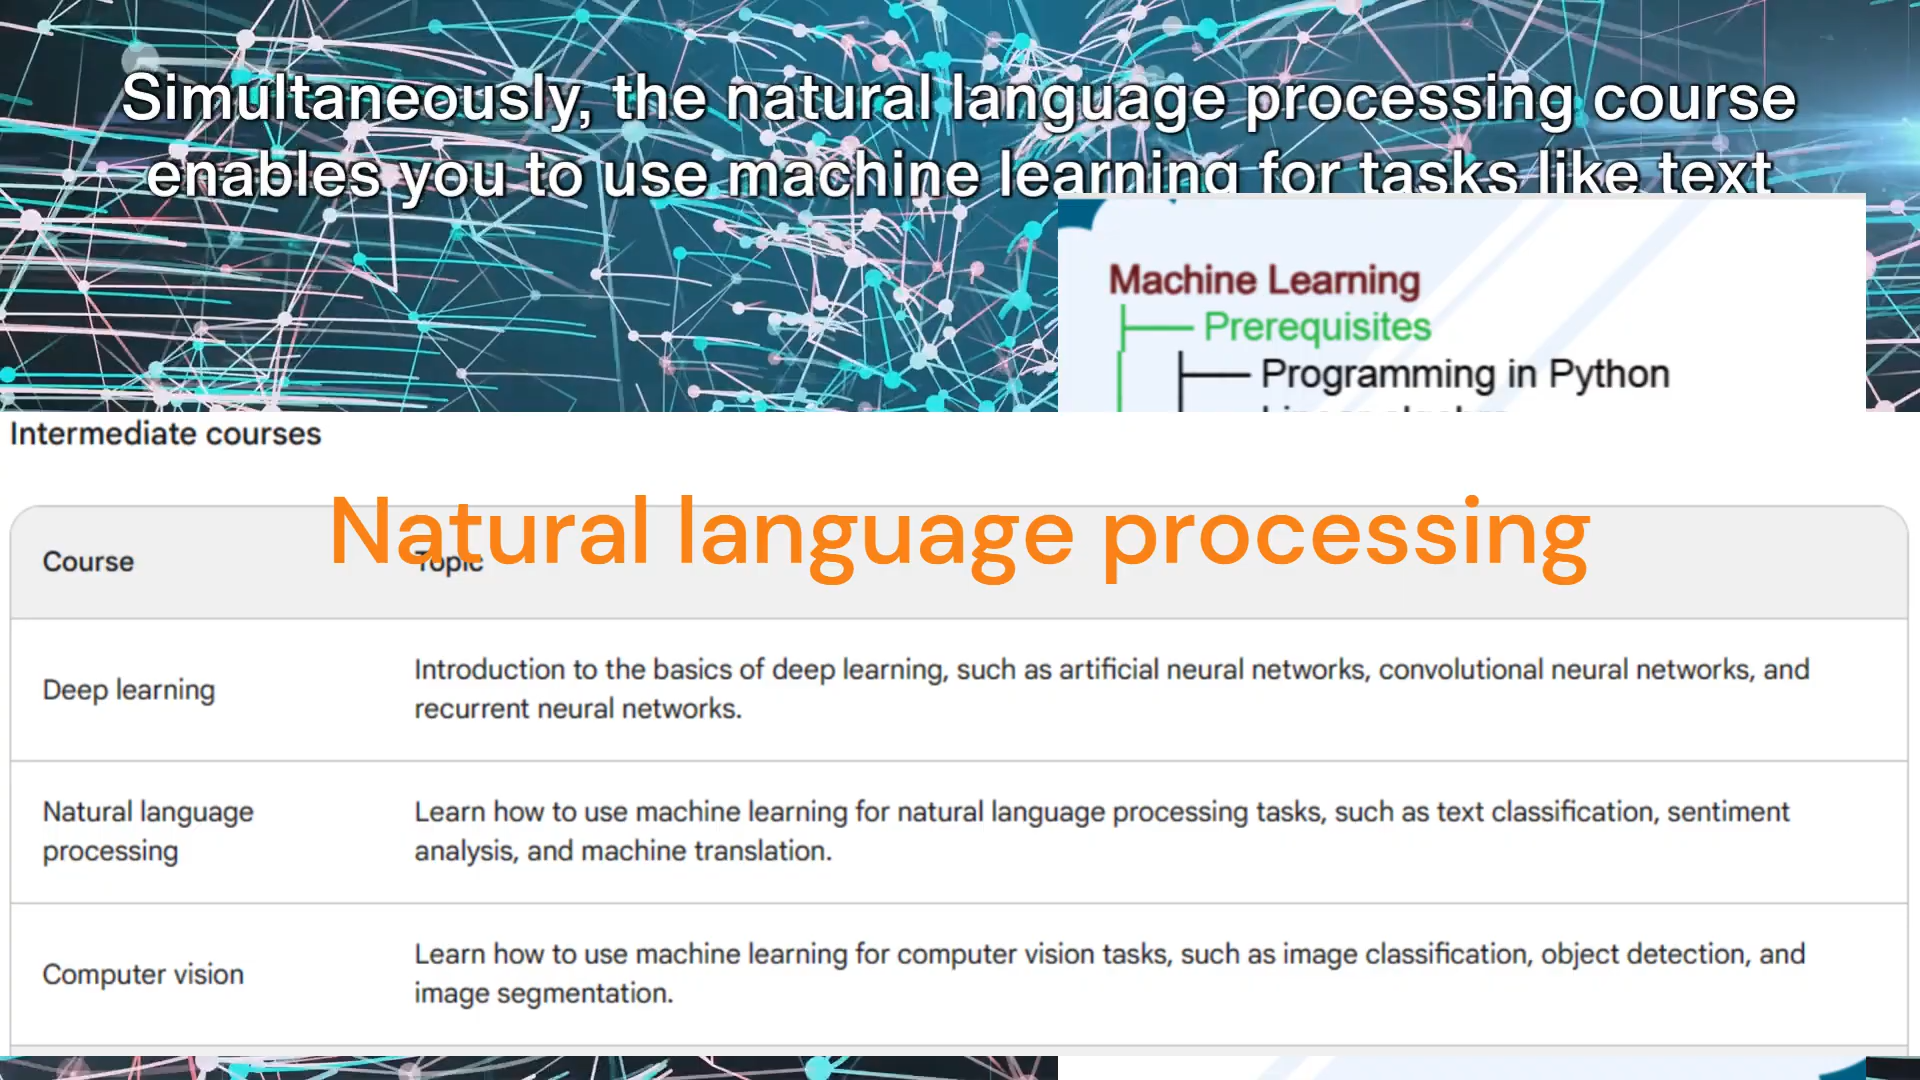 Simultaneously, the natural language processing course
enables you to use machine learning for tasks like text
Machine Learning
Prerequisites
Programming in Python
Intermediate courses
Natural language processing
Course
Topic
Deep learning
Introduction to the basics of deep learning, such as artificial neural networks, convolutional neural networks, and
recurrent neural networks.
Natural language
processing
Learn how to use machine learning for natural language processing tasks, such as text classification, sentiment
analysis, and machine translation.
Computer vision
Learn how to use machine learning for computer vision tasks, such as image classification, object detection, and
image segmentation.